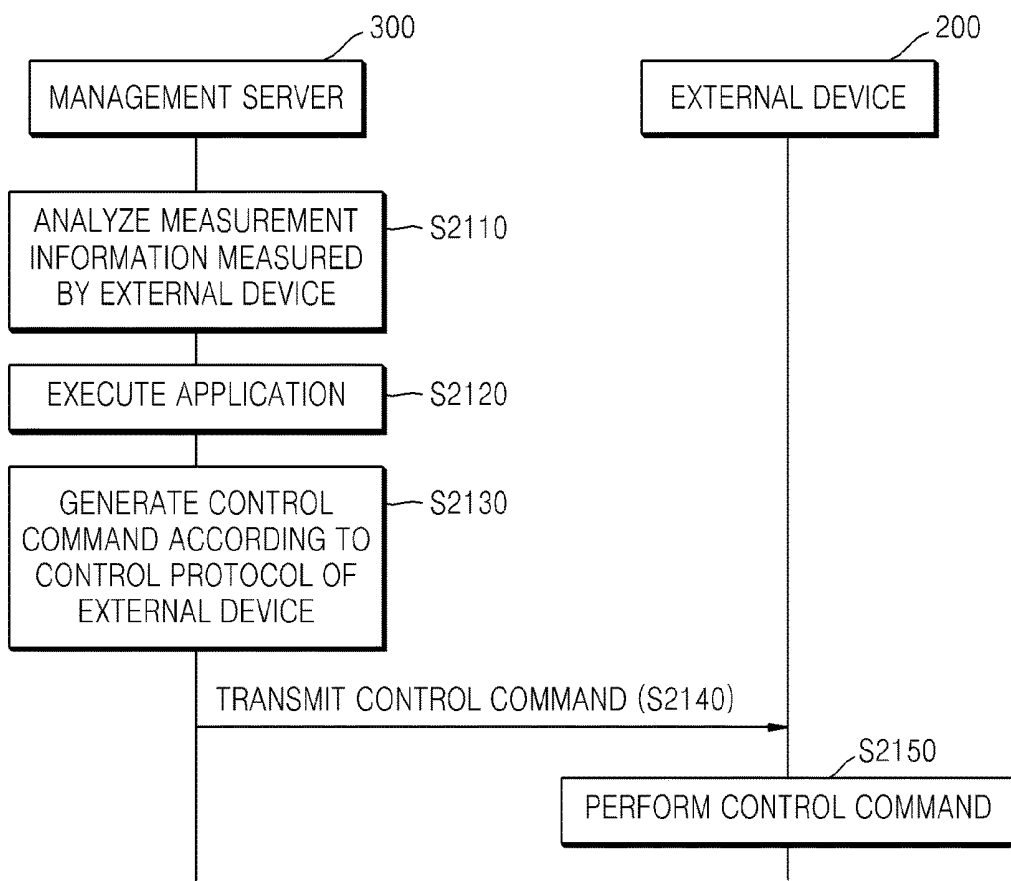 300
200
MANAGEMENT SERVER
EXTERNAL DEVICE
ANALYZE MEASUREMENT
INFORMATION MEASURED
BY EXTERNAL DEVICE
S2110
EXECUTE APPLICATION
S2120
GENERATE CONTROL
COMMAND ACCORDING TO
CONTROL PROTOCOL OF
EXTERNAL DEVICE
S2130
TRANSMIT CONTROL COMMAND (S2140)
S2150
PERFORM CONTROL COMMAND